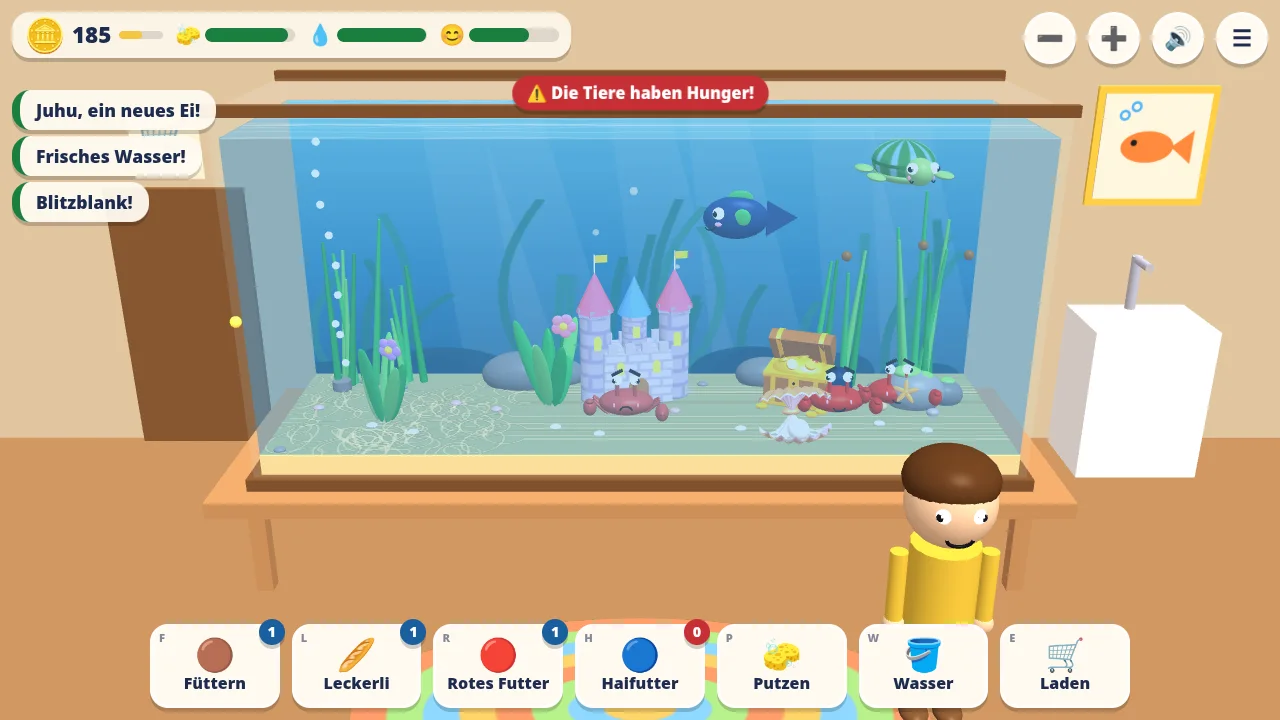 185
⚠️ Die Tiere haben Hunger!
Juhu, ein neues Ei!
Frisches Wasser!
Blitzblank!
F 1
Füttern
L 1
Leckerli
R 1
Rotes Futter
H 0
Haifutter
P
Putzen
W
Wasser
E
Laden